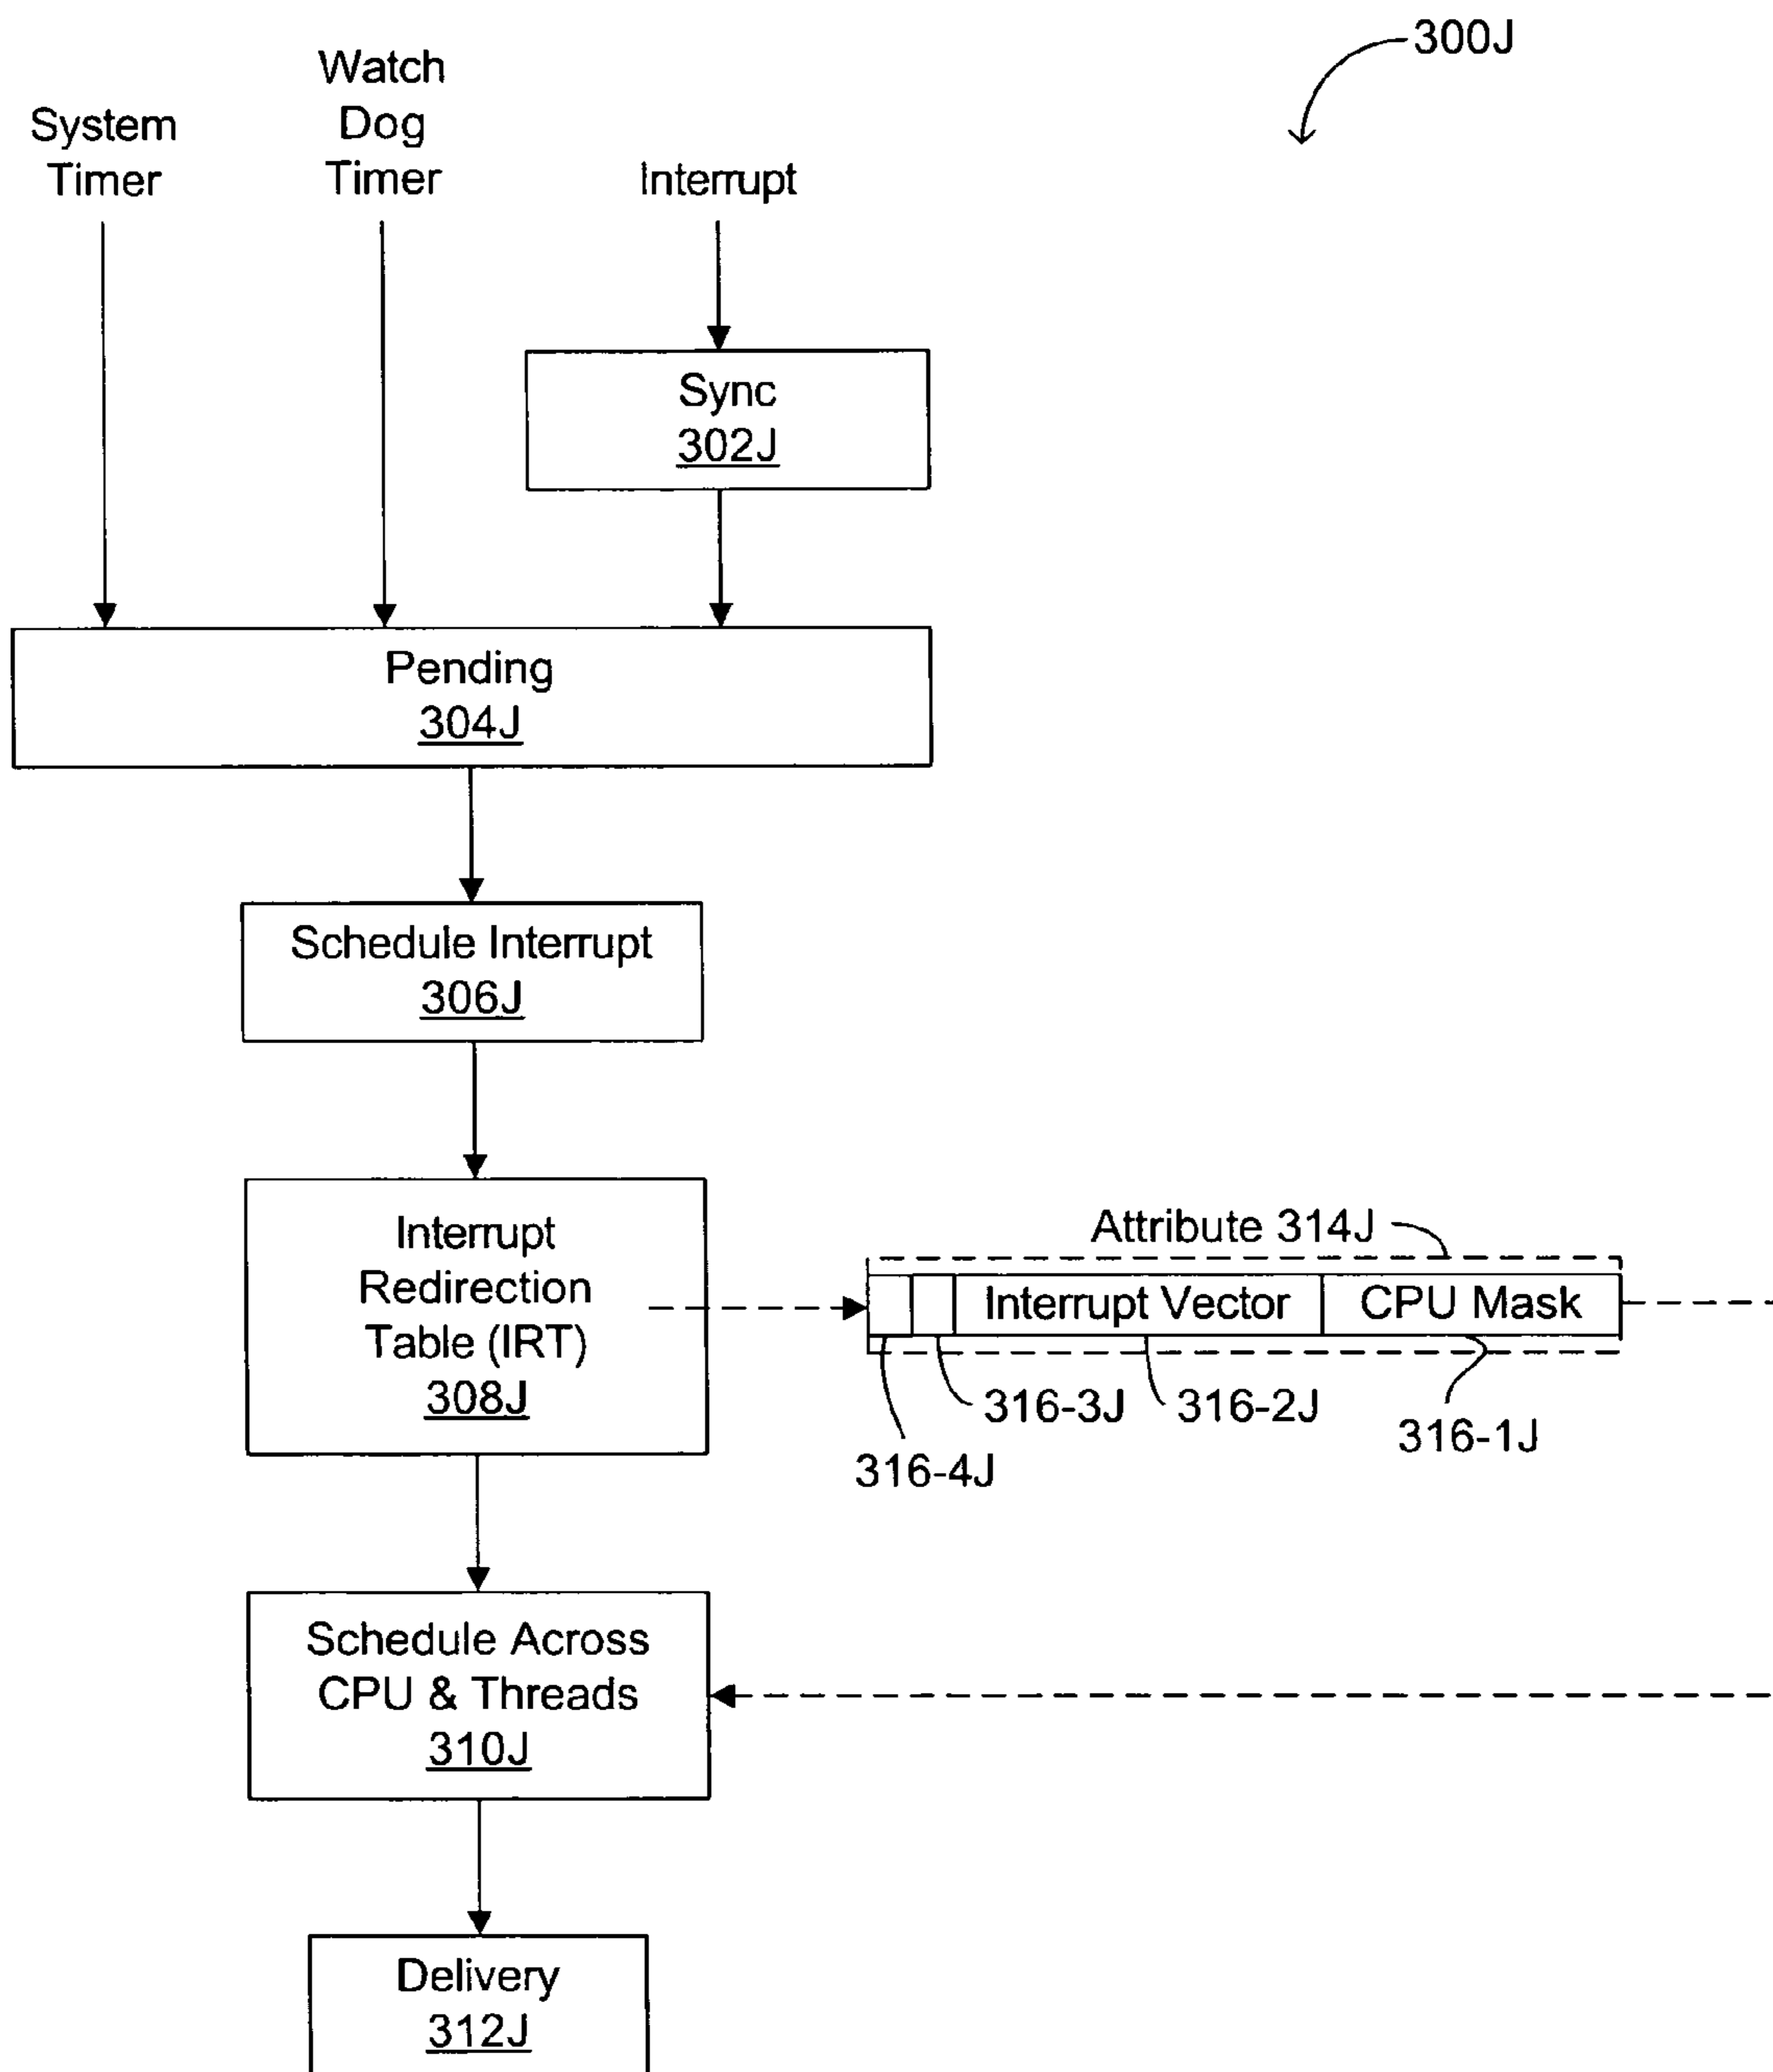 300J
System
Timer
Watch
Dog
Timer
Interrupt
Sync
302J
Pending
304J
Schedule Interrupt
306J
Interrupt
Redirection
Table (IRT)
308J
Attribute 314J
Interrupt Vector
CPU Mask
316-3J
316-2J
316-1J
316-4J
Schedule Across
CPU & Threads
310J
Delivery
312J